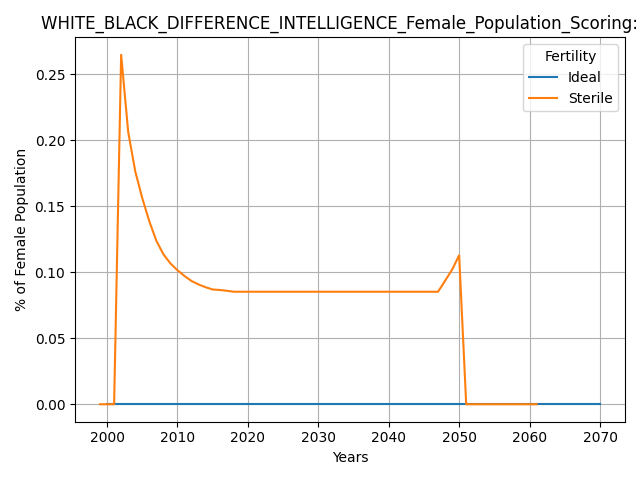 WHITE_BLACK_DIFFERENCE_INTELLIGENCE_Female_Population_Scoring:
Fertility
Ideal
Sterile
% of Female Population
0.25
0.20
0.15
0.10
0.05
0.00
2000 2010 2020 2030 2040 2050 2060 2070
Years